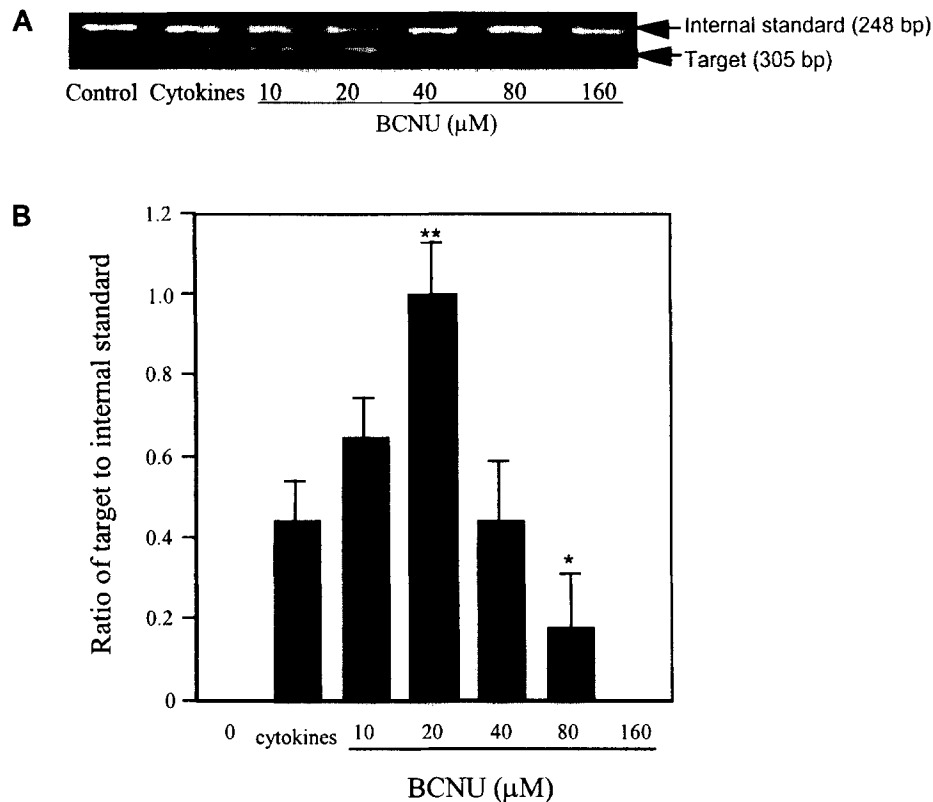 A
Internal standard (248 bp)
Target (305 bp)
Control Cytokines 10 20 40 80 160
BCNU (µM)
B
Ratio of target to internal standard
1.2
1.0
0.8
0.6
0.4
0.2
0
**
*
0 cytokines 10 20 40 80 160
BCNU (µM)